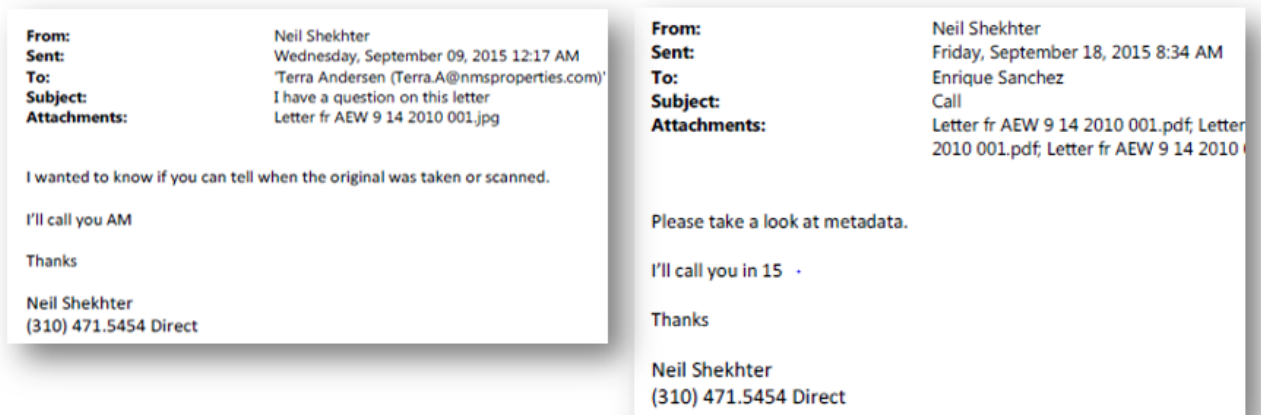 From: Neil Shekhter
Sent: Wednesday, September 09, 2015 12:17 AM
To: 'Terra Andersen (Terra.A@nmsproperties.com)'
Subject: I have a question on this letter
Attachments: Letter fr AEW 9 14 2010 001.jpg
I wanted to know if you can tell when the original was taken or scanned.
I'll call you AM
Thanks
Neil Shekhter
(310) 471.5454 Direct
From: Neil Shekhter
Sent: Friday, September 18, 2015 8:34 AM
To: Enrique Sanchez
Subject: Call
Attachments: Letter fr AEW 9 14 2010 001.pdf; Letter
2010 001.pdf; Letter fr AEW 9 14 2010
Please take a look at metadata.
I'll call you in 15
Thanks
Neil Shekhter
(310) 471.5454 Direct